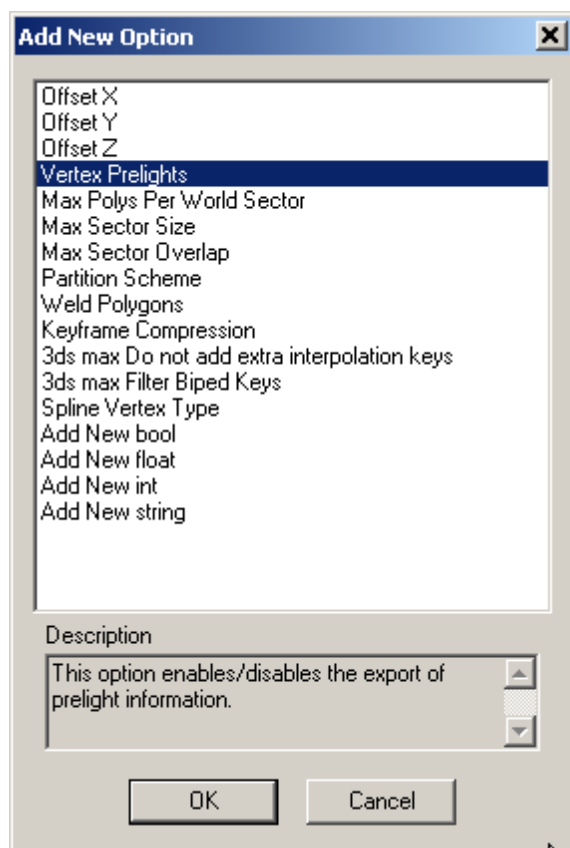 Add New Option
Offset X
Offset Y
Offset Z
Vertex Prelights
Max Polys Per World Sector
Max Sector Size
Max Sector Overlap
Partition Scheme
Weld Polygons
Keyframe Compression
3ds max Do not add extra interpolation keys
3ds max Filter Biped Keys
Spline Vertex Type
Add New bool
Add New float
Add New int
Add New string
Description
This option enables/disables the export of
prelight information.
OK Cancel